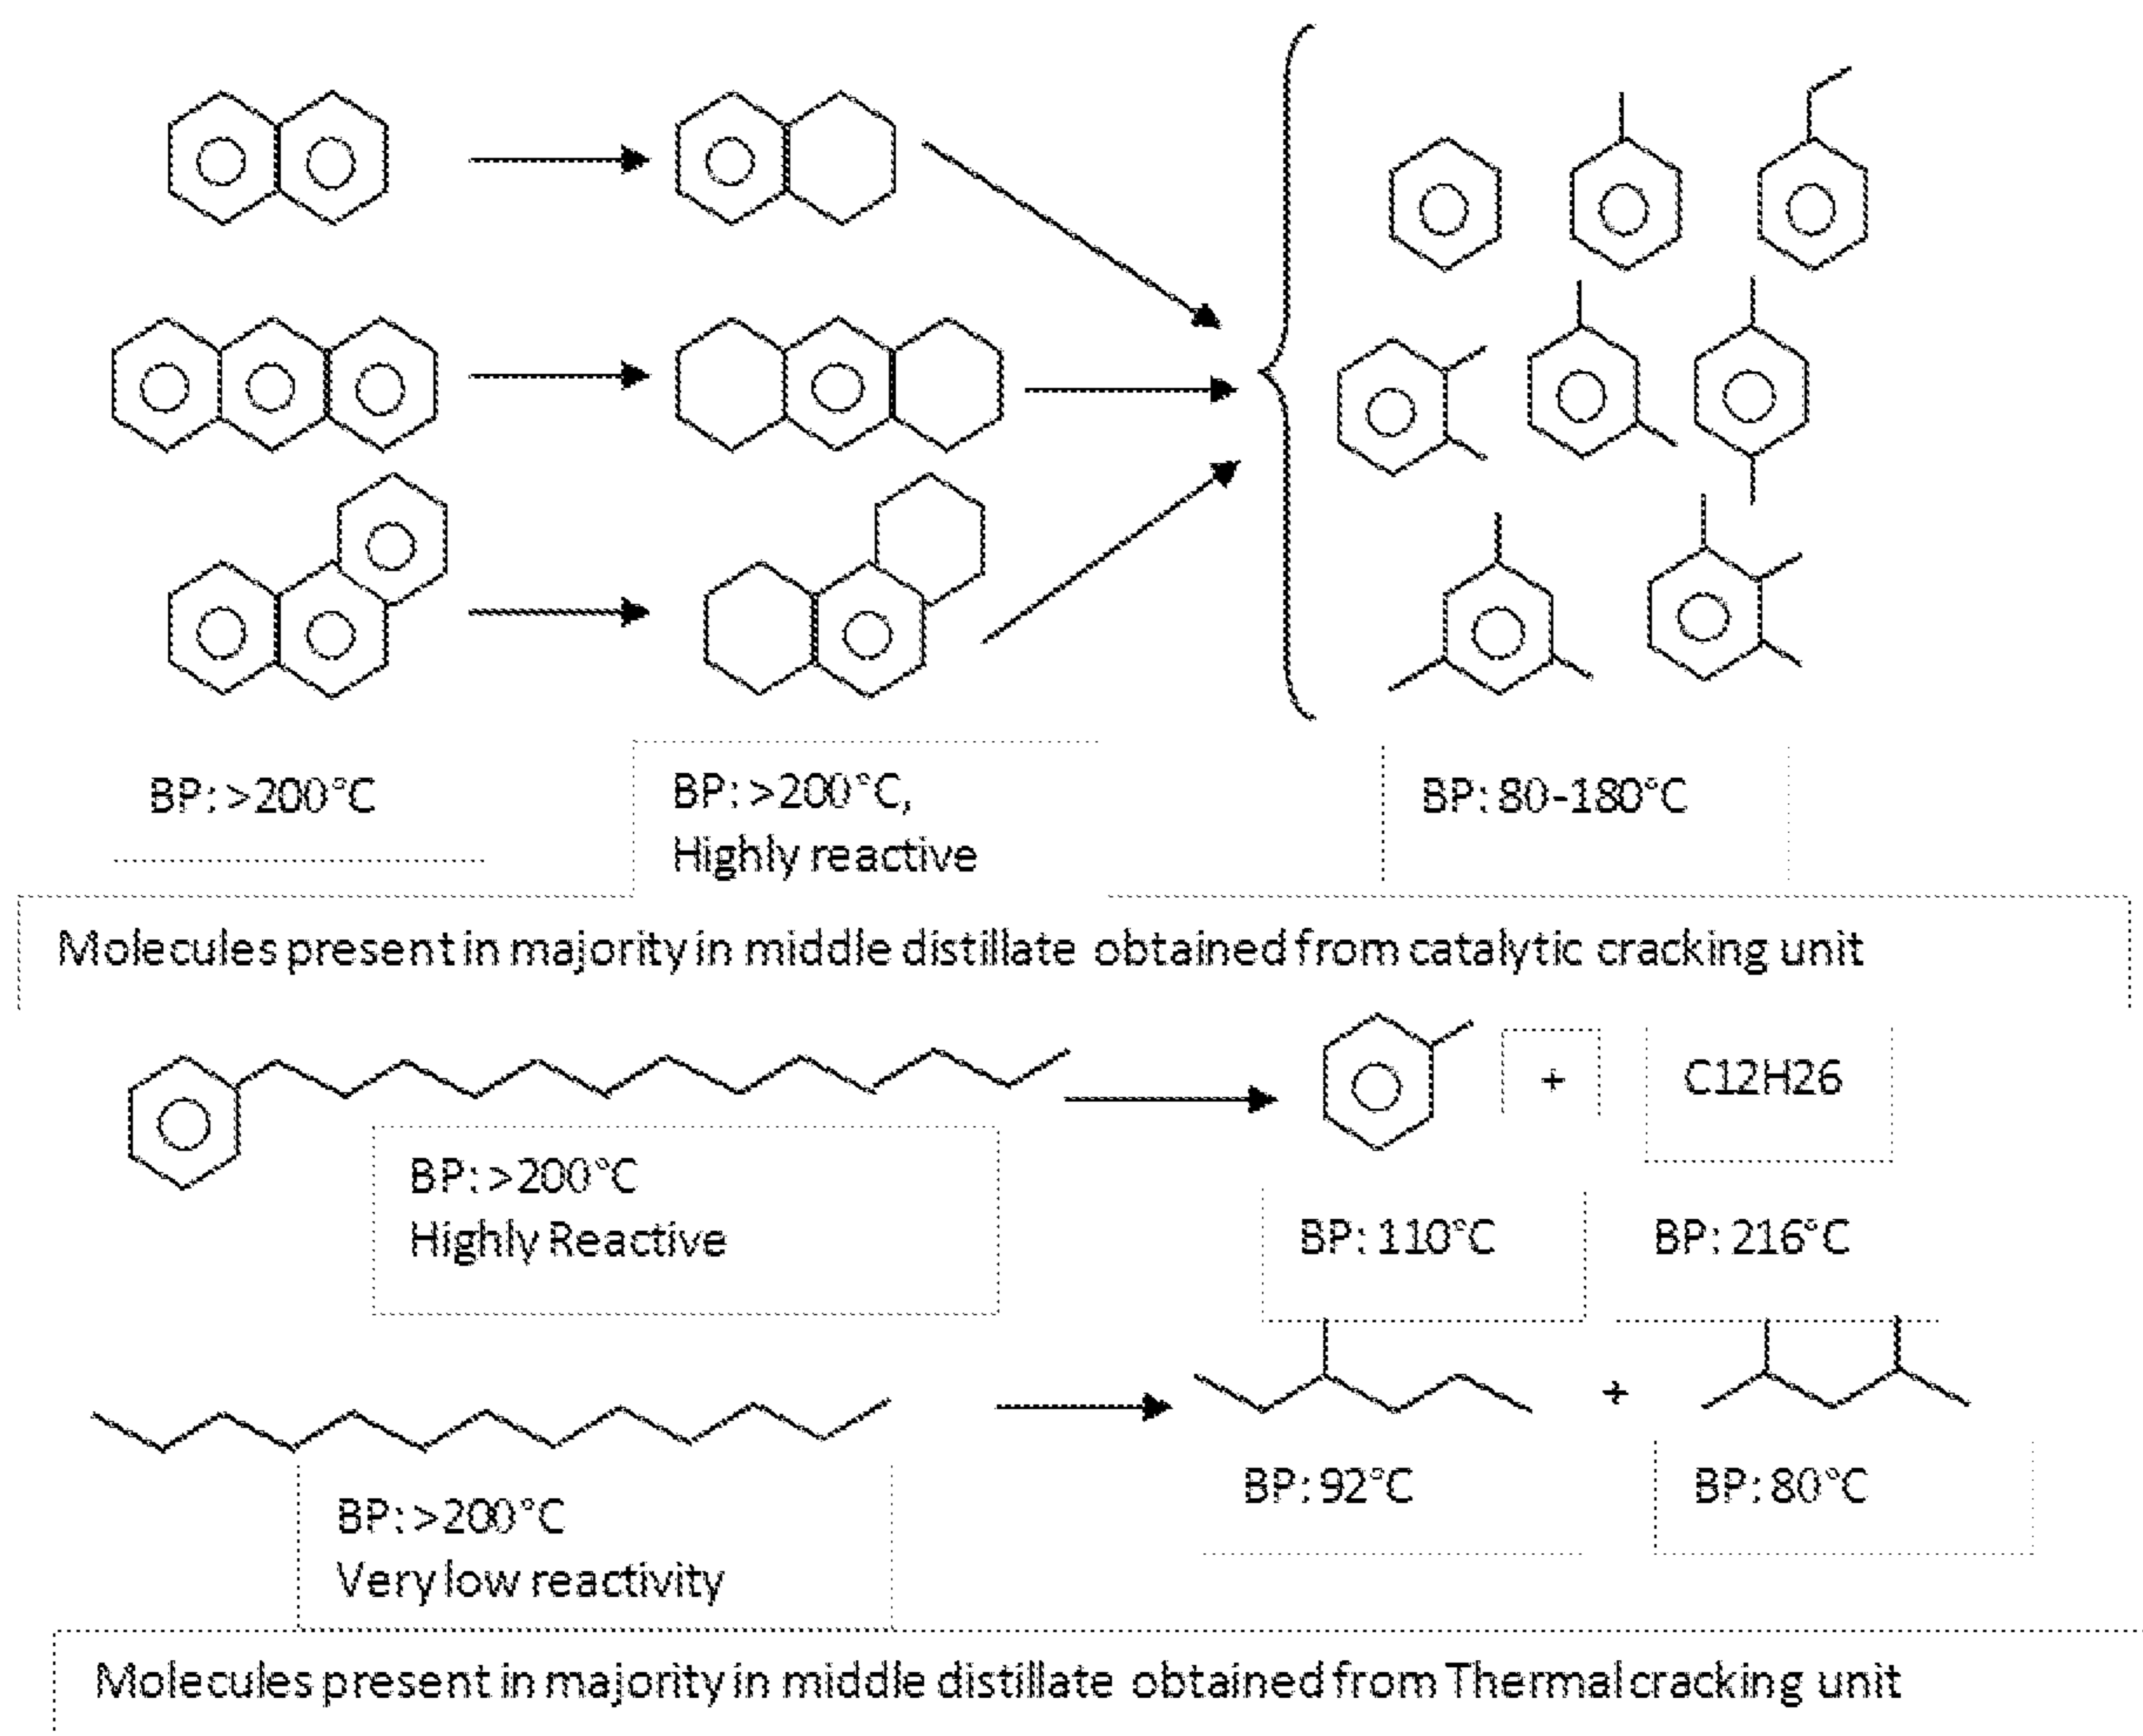 BP: >200°C
BP: >200°C,
Highly reactive
BP: 80-180°C
Molecules present in majority in middle distillate obtained from catalytic cracking unit
+
C12H26
BP: >200°C
Highly Reactive
BP: 110°C
BP: 216°C
+
BP: 92°C
BP: 80°C
BP: >200°C
Very low reactivity
Molecules present in majority in middle distillate obtained from Thermal cracking unit